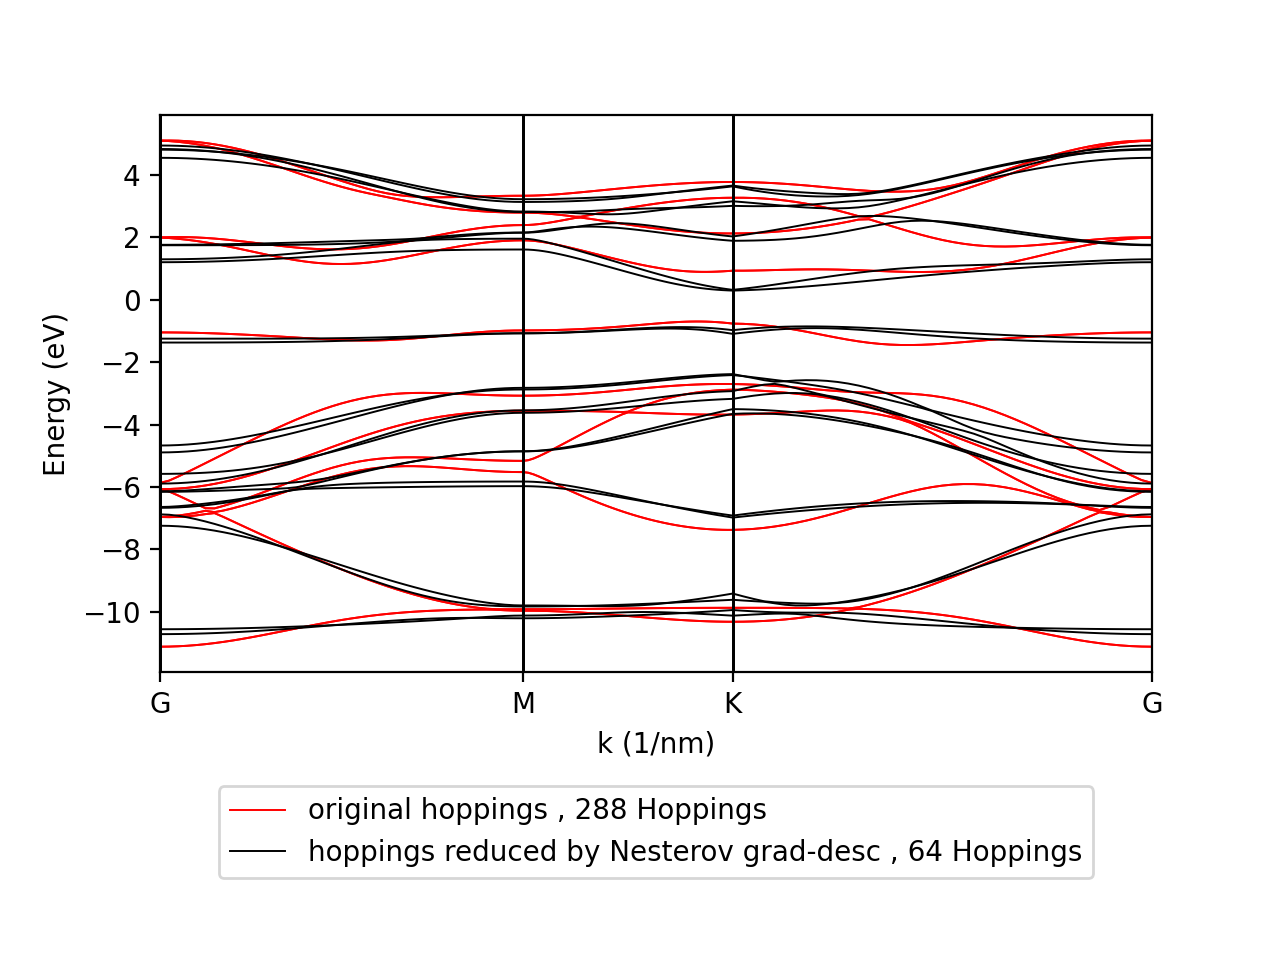 4
2
0
−2
−4
−6
−8
−10
Energy (eV)
G M K G
k (1/nm)
original hoppings , 288 Hoppings
hoppings reduced by Nesterov grad-desc , 64 Hoppings